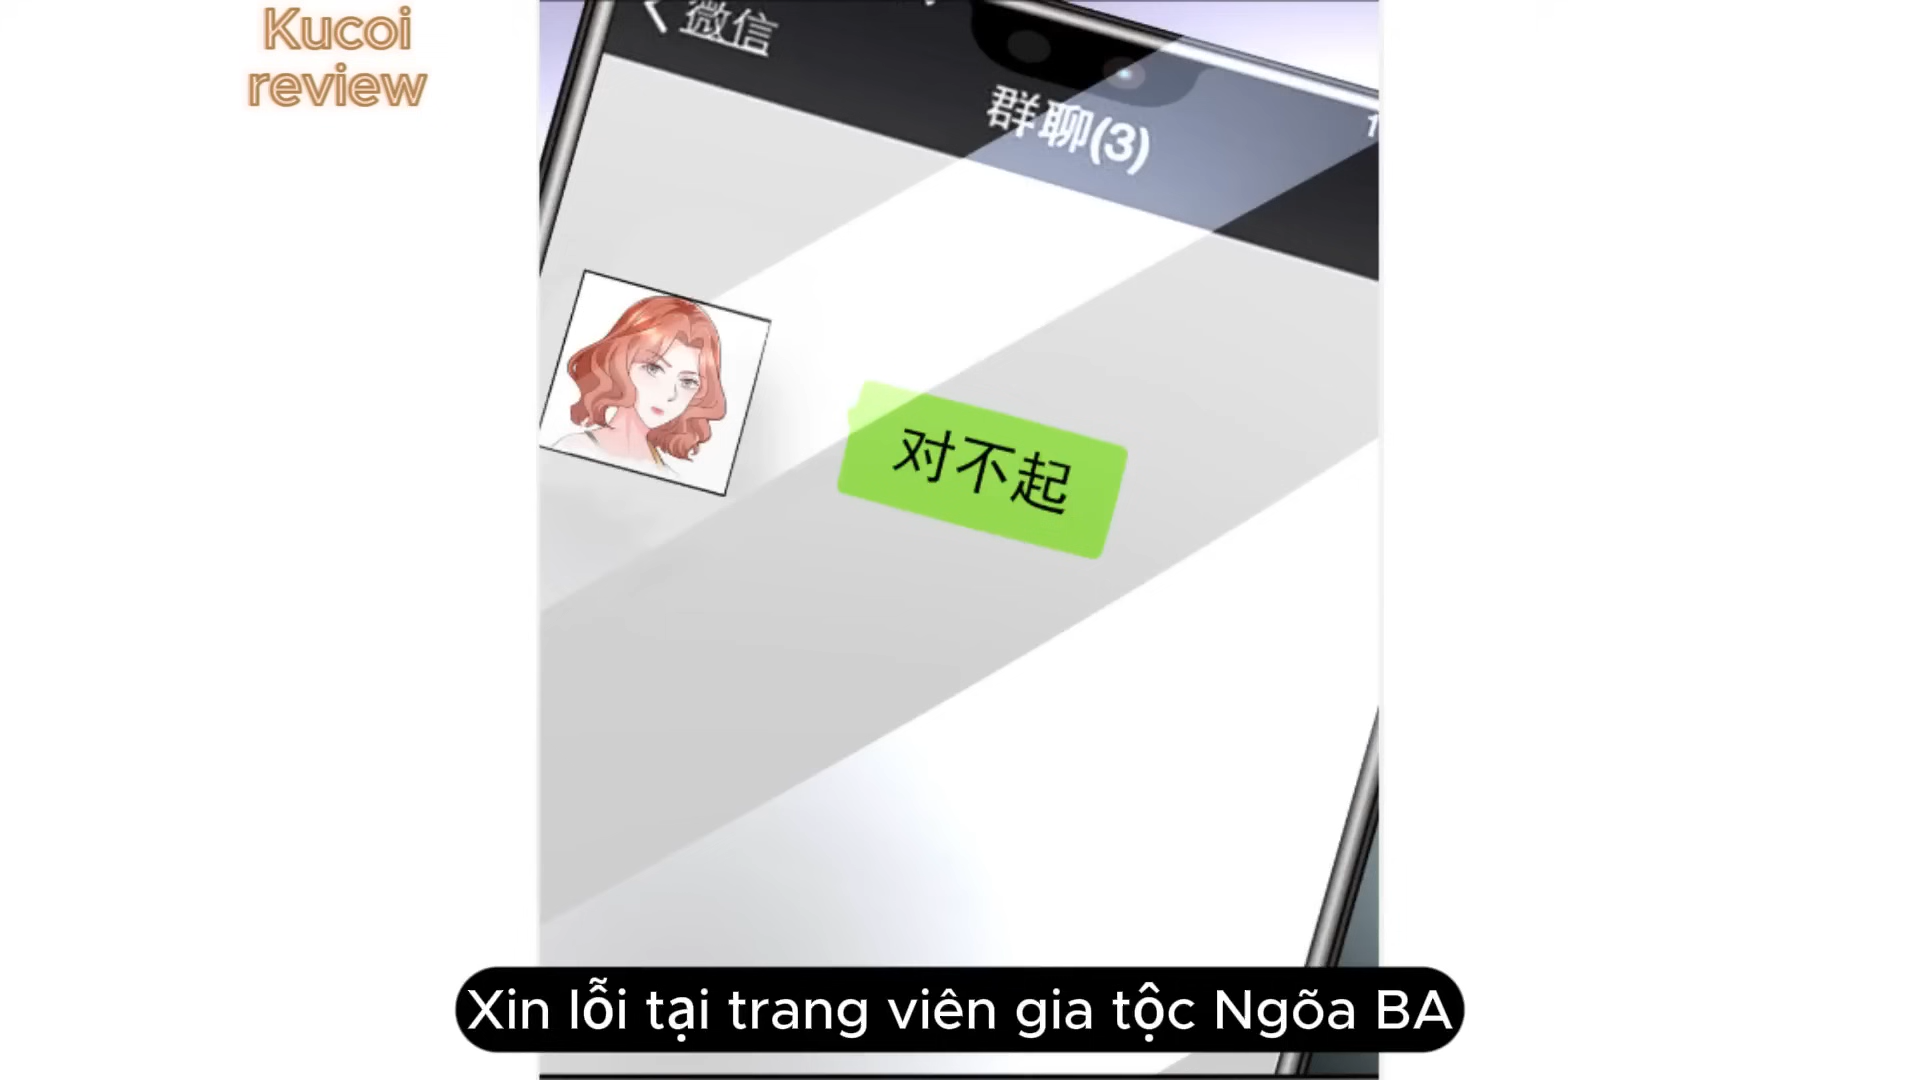 Kucoi
review
微信
群聊(3)
1
对不起
Xin lỗi tại trang viên gia tộc Ngõa BA